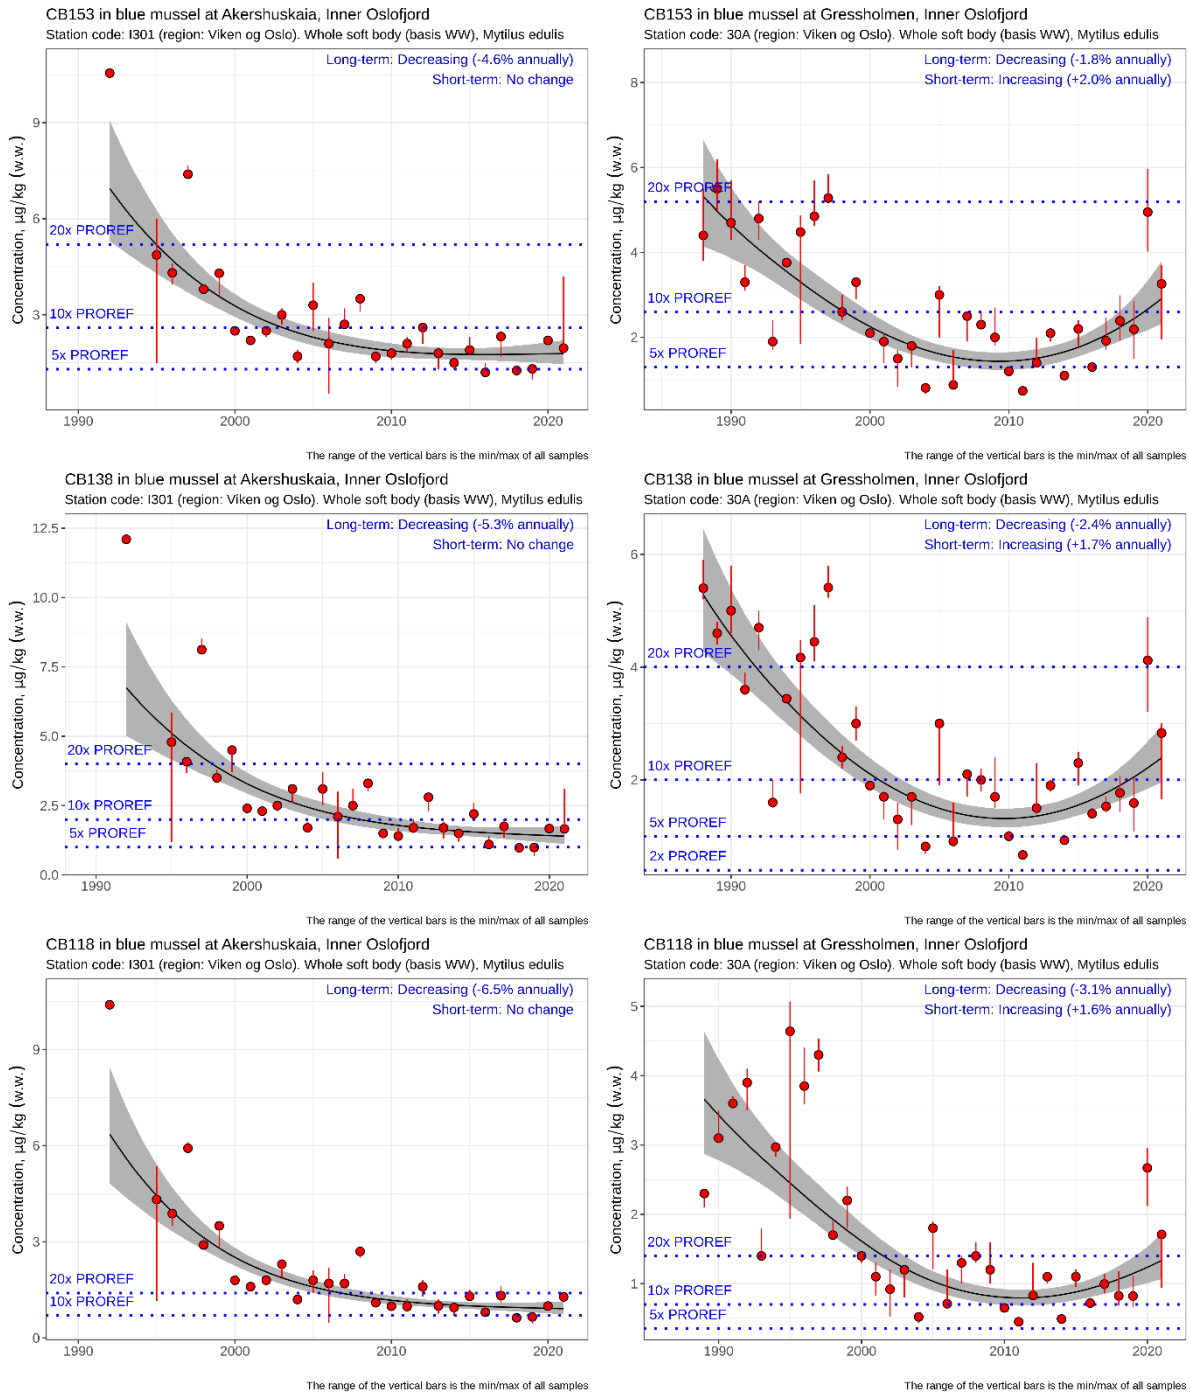 CB153 in blue mussel at Akershuskaia, Inner Oslofjord
Station code: I301 (region: Viken og Oslo). Whole soft body (basis WW), Mytilus edulis
Long-term: Decreasing (-4.6% annually)
Short-term: No change
Concentration, µg/kg (w.w.)
9
6
3
20x PROREF
10x PROREF
5x PROREF
1990
2000
2010
2020
The range of the vertical bars is the min/max of all samples
CB153 in blue mussel at Gressholmen, Inner Oslofjord
Station code: 30A (region: Viken og Oslo). Whole soft body (basis WW), Mytilus edulis
Long-term: Decreasing (-1.8% annually)
Short-term: Increasing (+2.0% annually)
Concentration, µg/kg (w.w.)
8
6
4
2
20x PROREF
10x PROREF
5x PROREF
1990
2000
2010
2020
The range of the vertical bars is the min/max of all samples
CB138 in blue mussel at Akershuskaia, Inner Oslofjord
Station code: I301 (region: Viken og Oslo). Whole soft body (basis WW), Mytilus edulis
Long-term: Decreasing (-5.3% annually)
Short-term: No change
Concentration, µg/kg (w.w.)
12.5
10.0
7.5
5.0
2.5
0.0
20x PROREF
10x PROREF
5x PROREF
1990
2000
2010
2020
The range of the vertical bars is the min/max of all samples
CB138 in blue mussel at Gressholmen, Inner Oslofjord
Station code: 30A (region: Viken og Oslo). Whole soft body (basis WW), Mytilus edulis
Long-term: Decreasing (-2.4% annually)
Short-term: Increasing (+1.7% annually)
Concentration, µg/kg (w.w.)
6
4
2
20x PROREF
10x PROREF
5x PROREF
2x PROREF
1990
2000
2010
2020
The range of the vertical bars is the min/max of all samples
CB118 in blue mussel at Akershuskaia, Inner Oslofjord
Station code: I301 (region: Viken og Oslo). Whole soft body (basis WW), Mytilus edulis
Long-term: Decreasing (-6.5% annually)
Short-term: No change
Concentration, µg/kg (w.w.)
9
6
3
0
20x PROREF
10x PROREF
1990
2000
2010
2020
The range of the vertical bars is the min/max of all samples
CB118 in blue mussel at Gressholmen, Inner Oslofjord
Station code: 30A (region: Viken og Oslo). Whole soft body (basis WW), Mytilus edulis
Long-term: Decreasing (-3.1% annually)
Short-term: Increasing (+1.6% annually)
Concentration, µg/kg (w.w.)
5
4
3
2
1
20x PROREF
10x PROREF
5x PROREF
1990
2000
2010
2020
The range of the vertical bars is the min/max of all samples